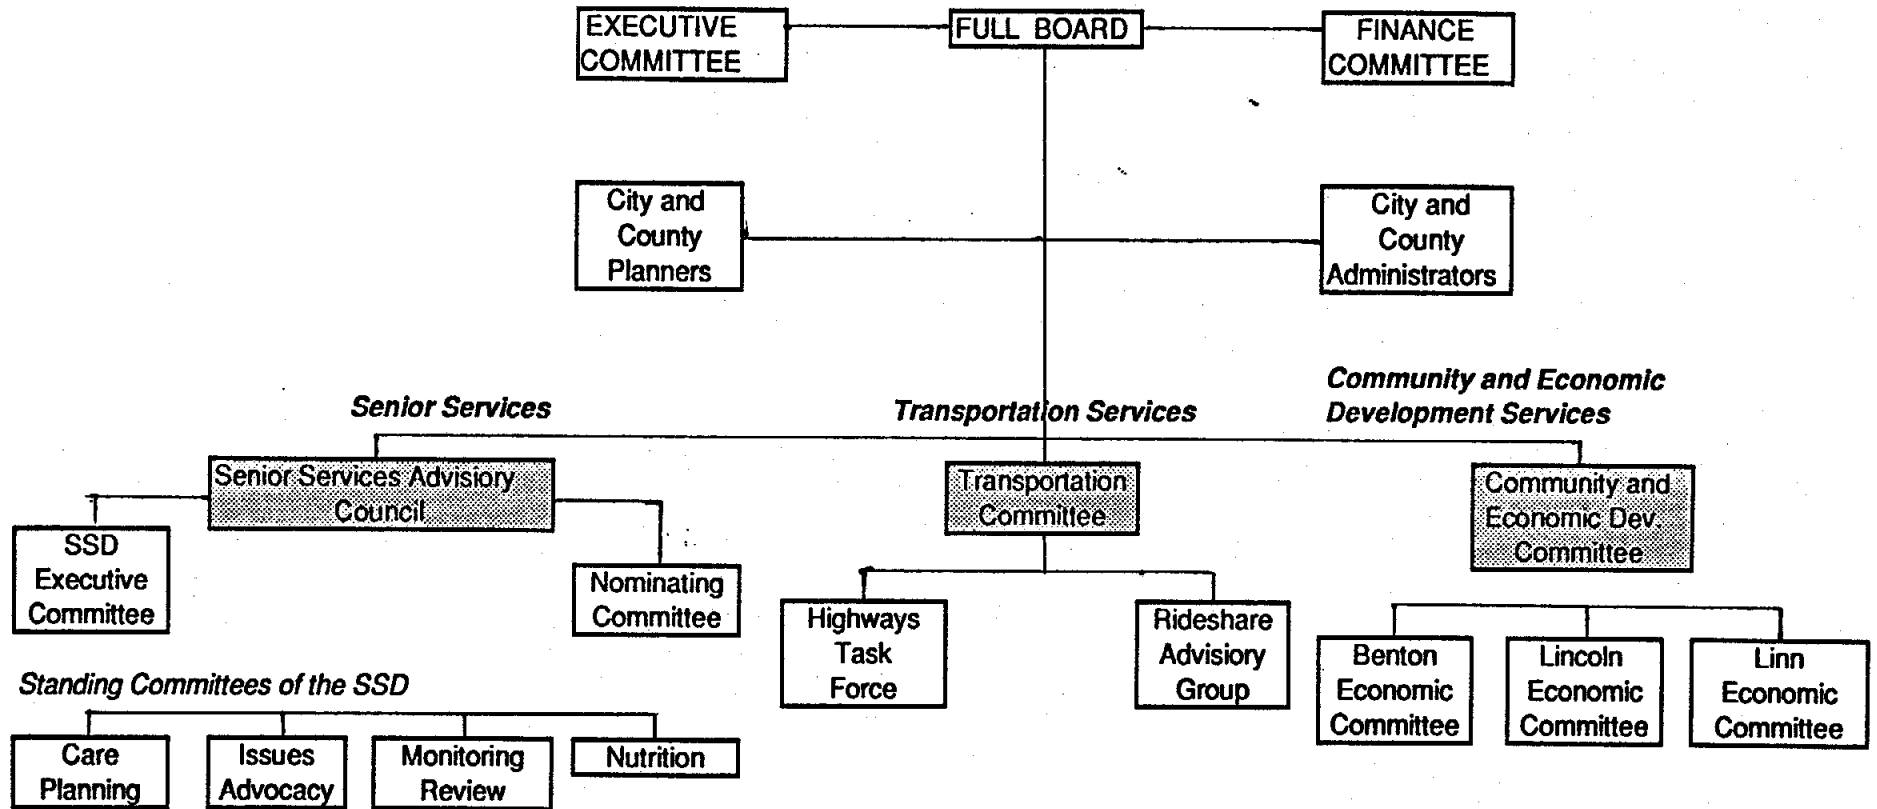 EXECUTIVE
COMMITTEE
FULL BOARD
FINANCE
COMMITTEE
City and
County
Planners
City and
County
Administrators
Senior Services
Transportation Services
Community and Economic
Development Services
Senior Services Advisiory
Council
Transportation
Committee
Community and
Economic Dev.
Committee
SSD
Executive
Committee
Nominating
Committee
Highways
Task
Force
Rideshare
Advisiory
Group
Benton
Economic
Committee
Lincoln
Economic
Committee
Linn
Economic
Committee
Standing Committees of the SSD
Care
Planning
Issues
Advocacy
Monitoring
Review
Nutrition